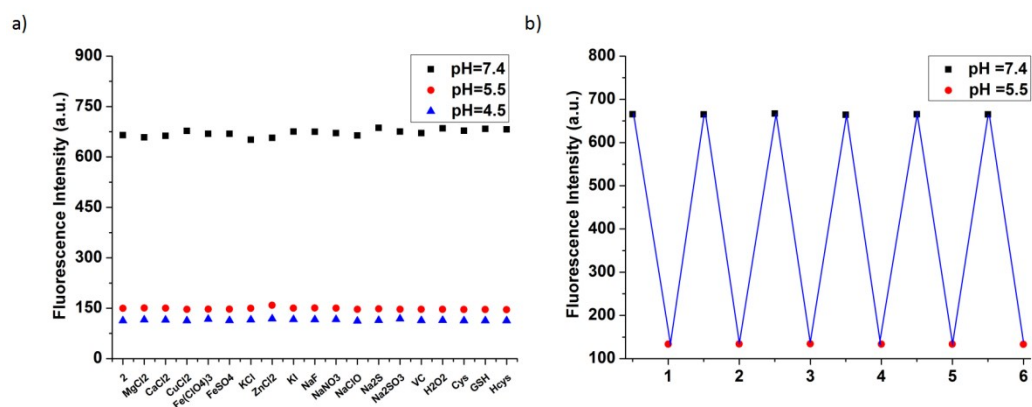 a)
900
750
600
450
300
150
0
Fluorescence Intensity (a.u.)
pH=7.4
pH=5.5
pH=4.5
2
MgCl2
CaCl2
CuCl2
Fe(ClO4)3
FeSO4
KCl
ZnCl2
KI
NaF
NaNO3
NaClO
Na2S
Na2SO3
VC
H2O2
Cys
GSH
Hcys
b)
800
700
600
500
400
300
200
100
Fluorescence Intensity (a.u.)
pH =7.4
pH =5.5
1 2 3 4 5 6